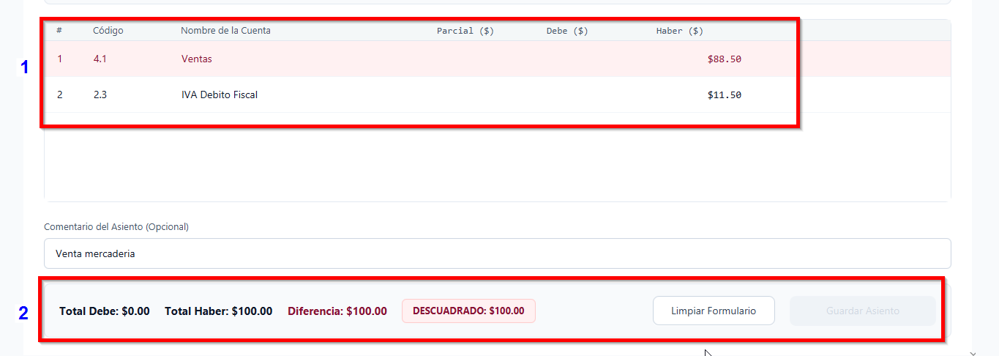 # Código Nombre de la Cuenta Parcial ($) Debe ($) Haber ($)
1 4.1 Ventas $88.50
1
2 2.3 IVA Debito Fiscal $11.50
Comentario del Asiento (Opcional)
Venta mercaderia
2
Total Debe: $0.00 Total Haber: $100.00 Diferencia: $100.00 DESCUADRADO: $100.00 Limpiar Formulario Guardar Asiento